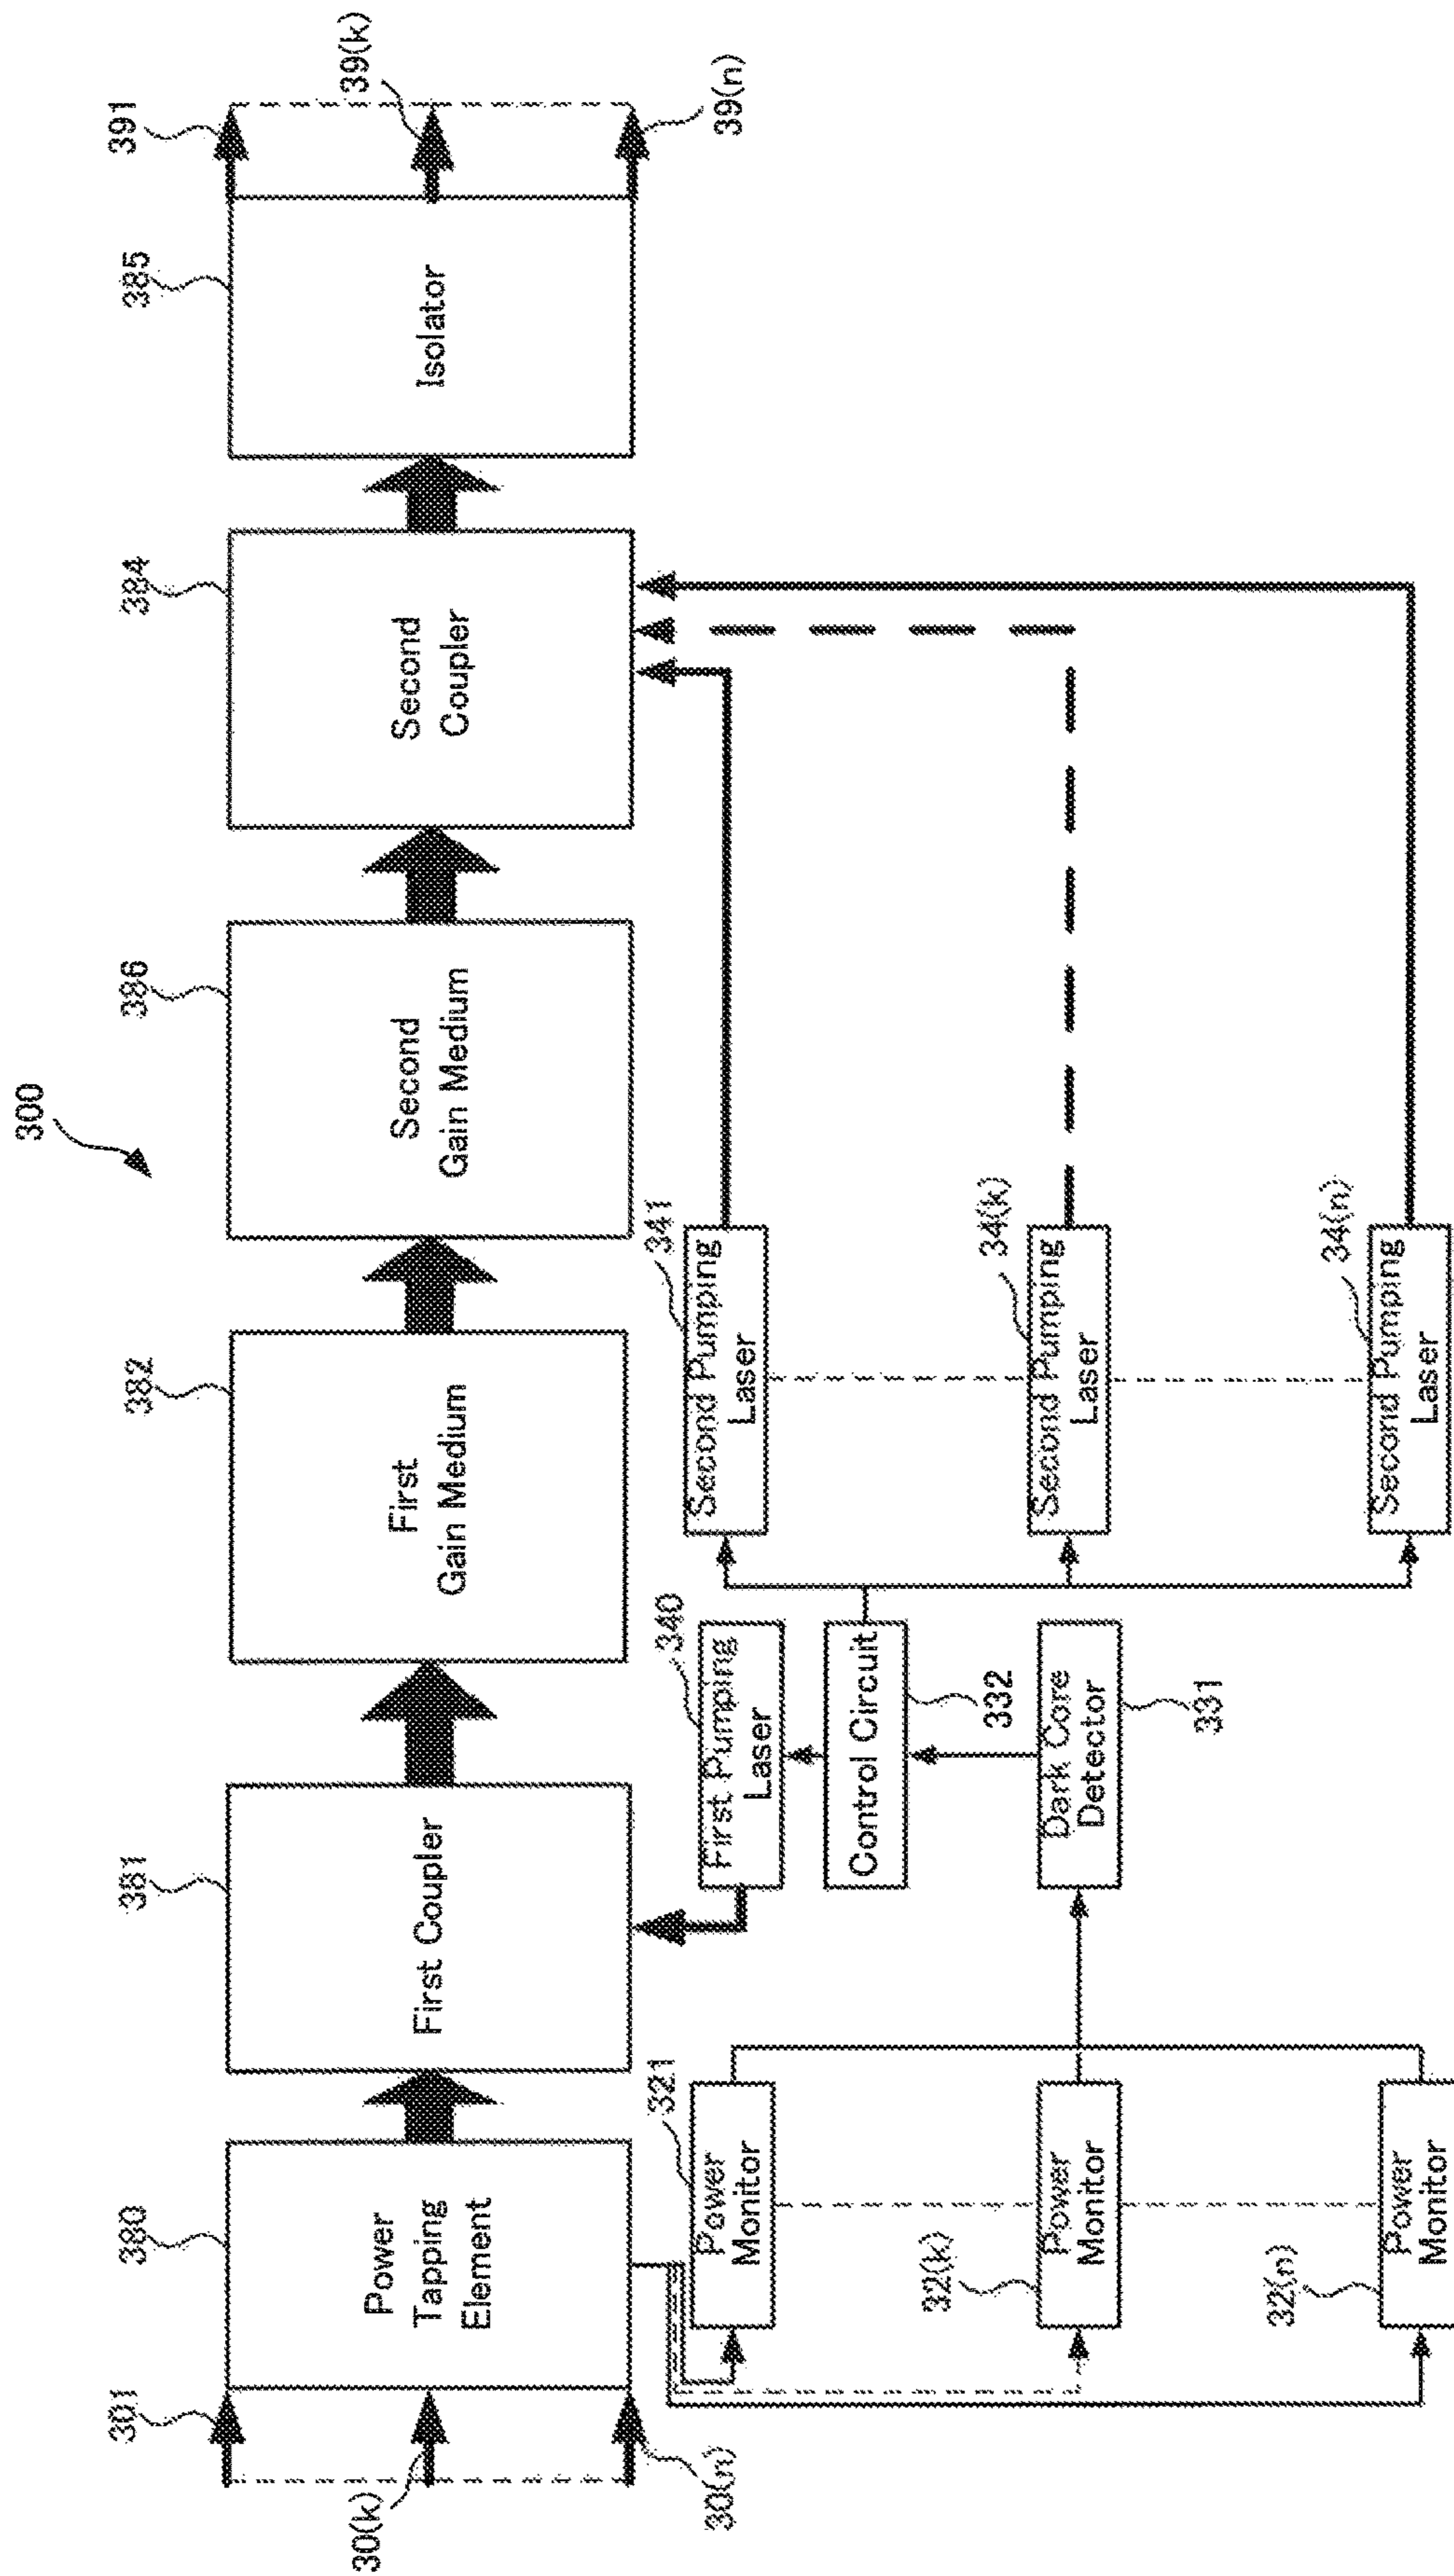 300
380
381
382
386
384
385
391
301
Power
Tapping
Element
First Coupler
First
Gain Medium
Second
Gain Medium
Second
Coupler
Isolator
39(k)
30(k)
39(n)
30(n)
321
Power
Monitor
340
First Pumping
Laser
341
Second Pumping
Laser
Control Circuit
332
32(k)
Power
Monitor
Dark Core
Detector
331
34(k)
Second Pumping
Laser
32(n)
Power
Monitor
34(n)
Second Pumping
Laser